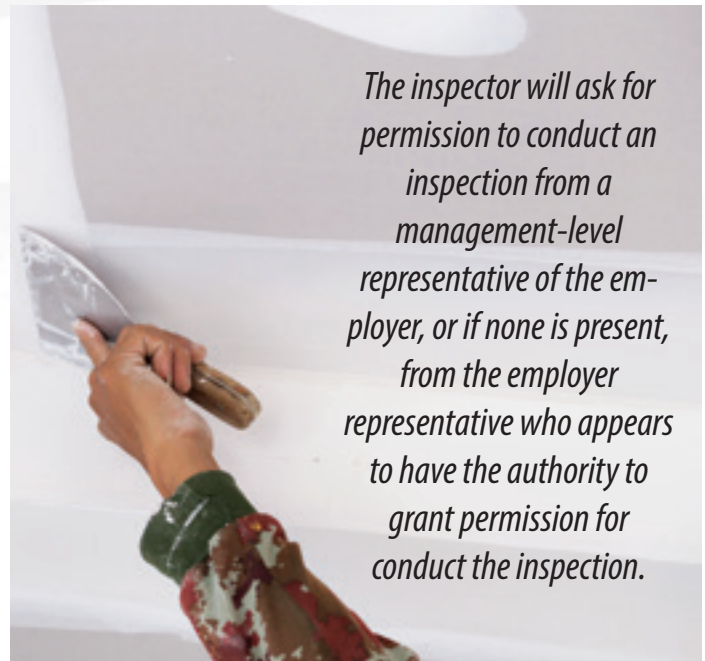 The inspector will ask for
permission to conduct an
inspection from a
management-level
representative of the em-
ployer, or if none is present,
from the employer
representative who appears
to have the authority to
grant permission for
conduct the inspection.